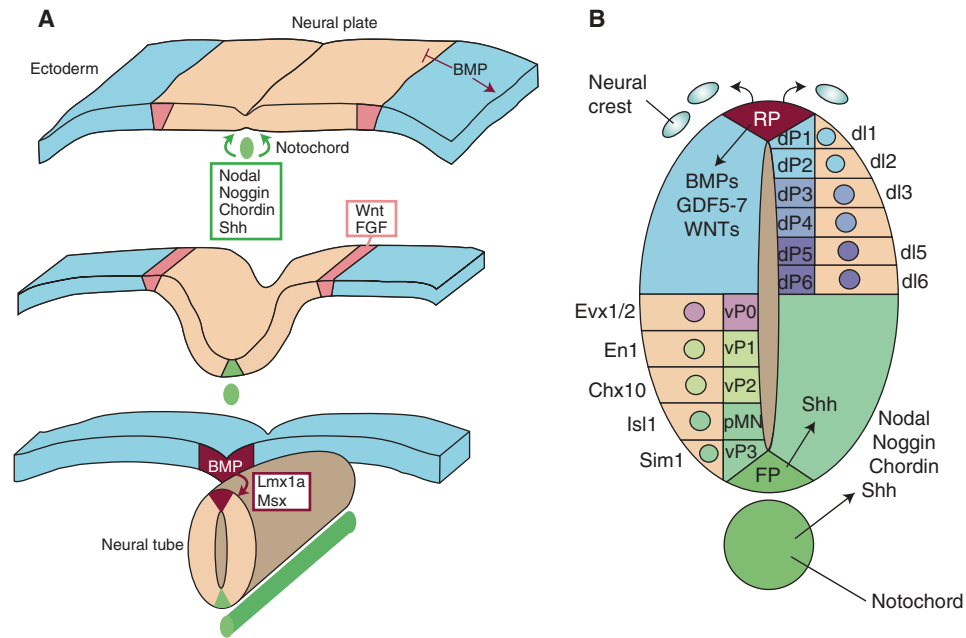 A
Neural plate
Ectoderm
BMP
Notochord
Nodal
Noggin
Chordin
Shh
Wnt
FGF
BMP
Lmx1a
Msx
Neural tube
B
Neural
crest
RP
dP1
dI1
dP2
dI2
BMPs
GDF5-7
WNTs
dP3
dI3
dP4
dP5
dI5
dP6
dI6
Evx1/2
vP0
En1
vP1
Chx10
vP2
Isl1
pMN
Sim1
vP3
Shh
FP
Nodal
Noggin
Chordin
Shh
Notochord